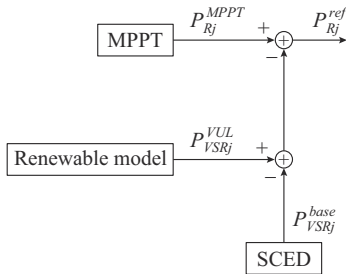 P_{Rj}^{MPPT} P_{Rj}^{ref}
MPPT + −
P_{VSRj}^{VUL}
Renewable model + −
P_{VSRj}^{base}
SCED